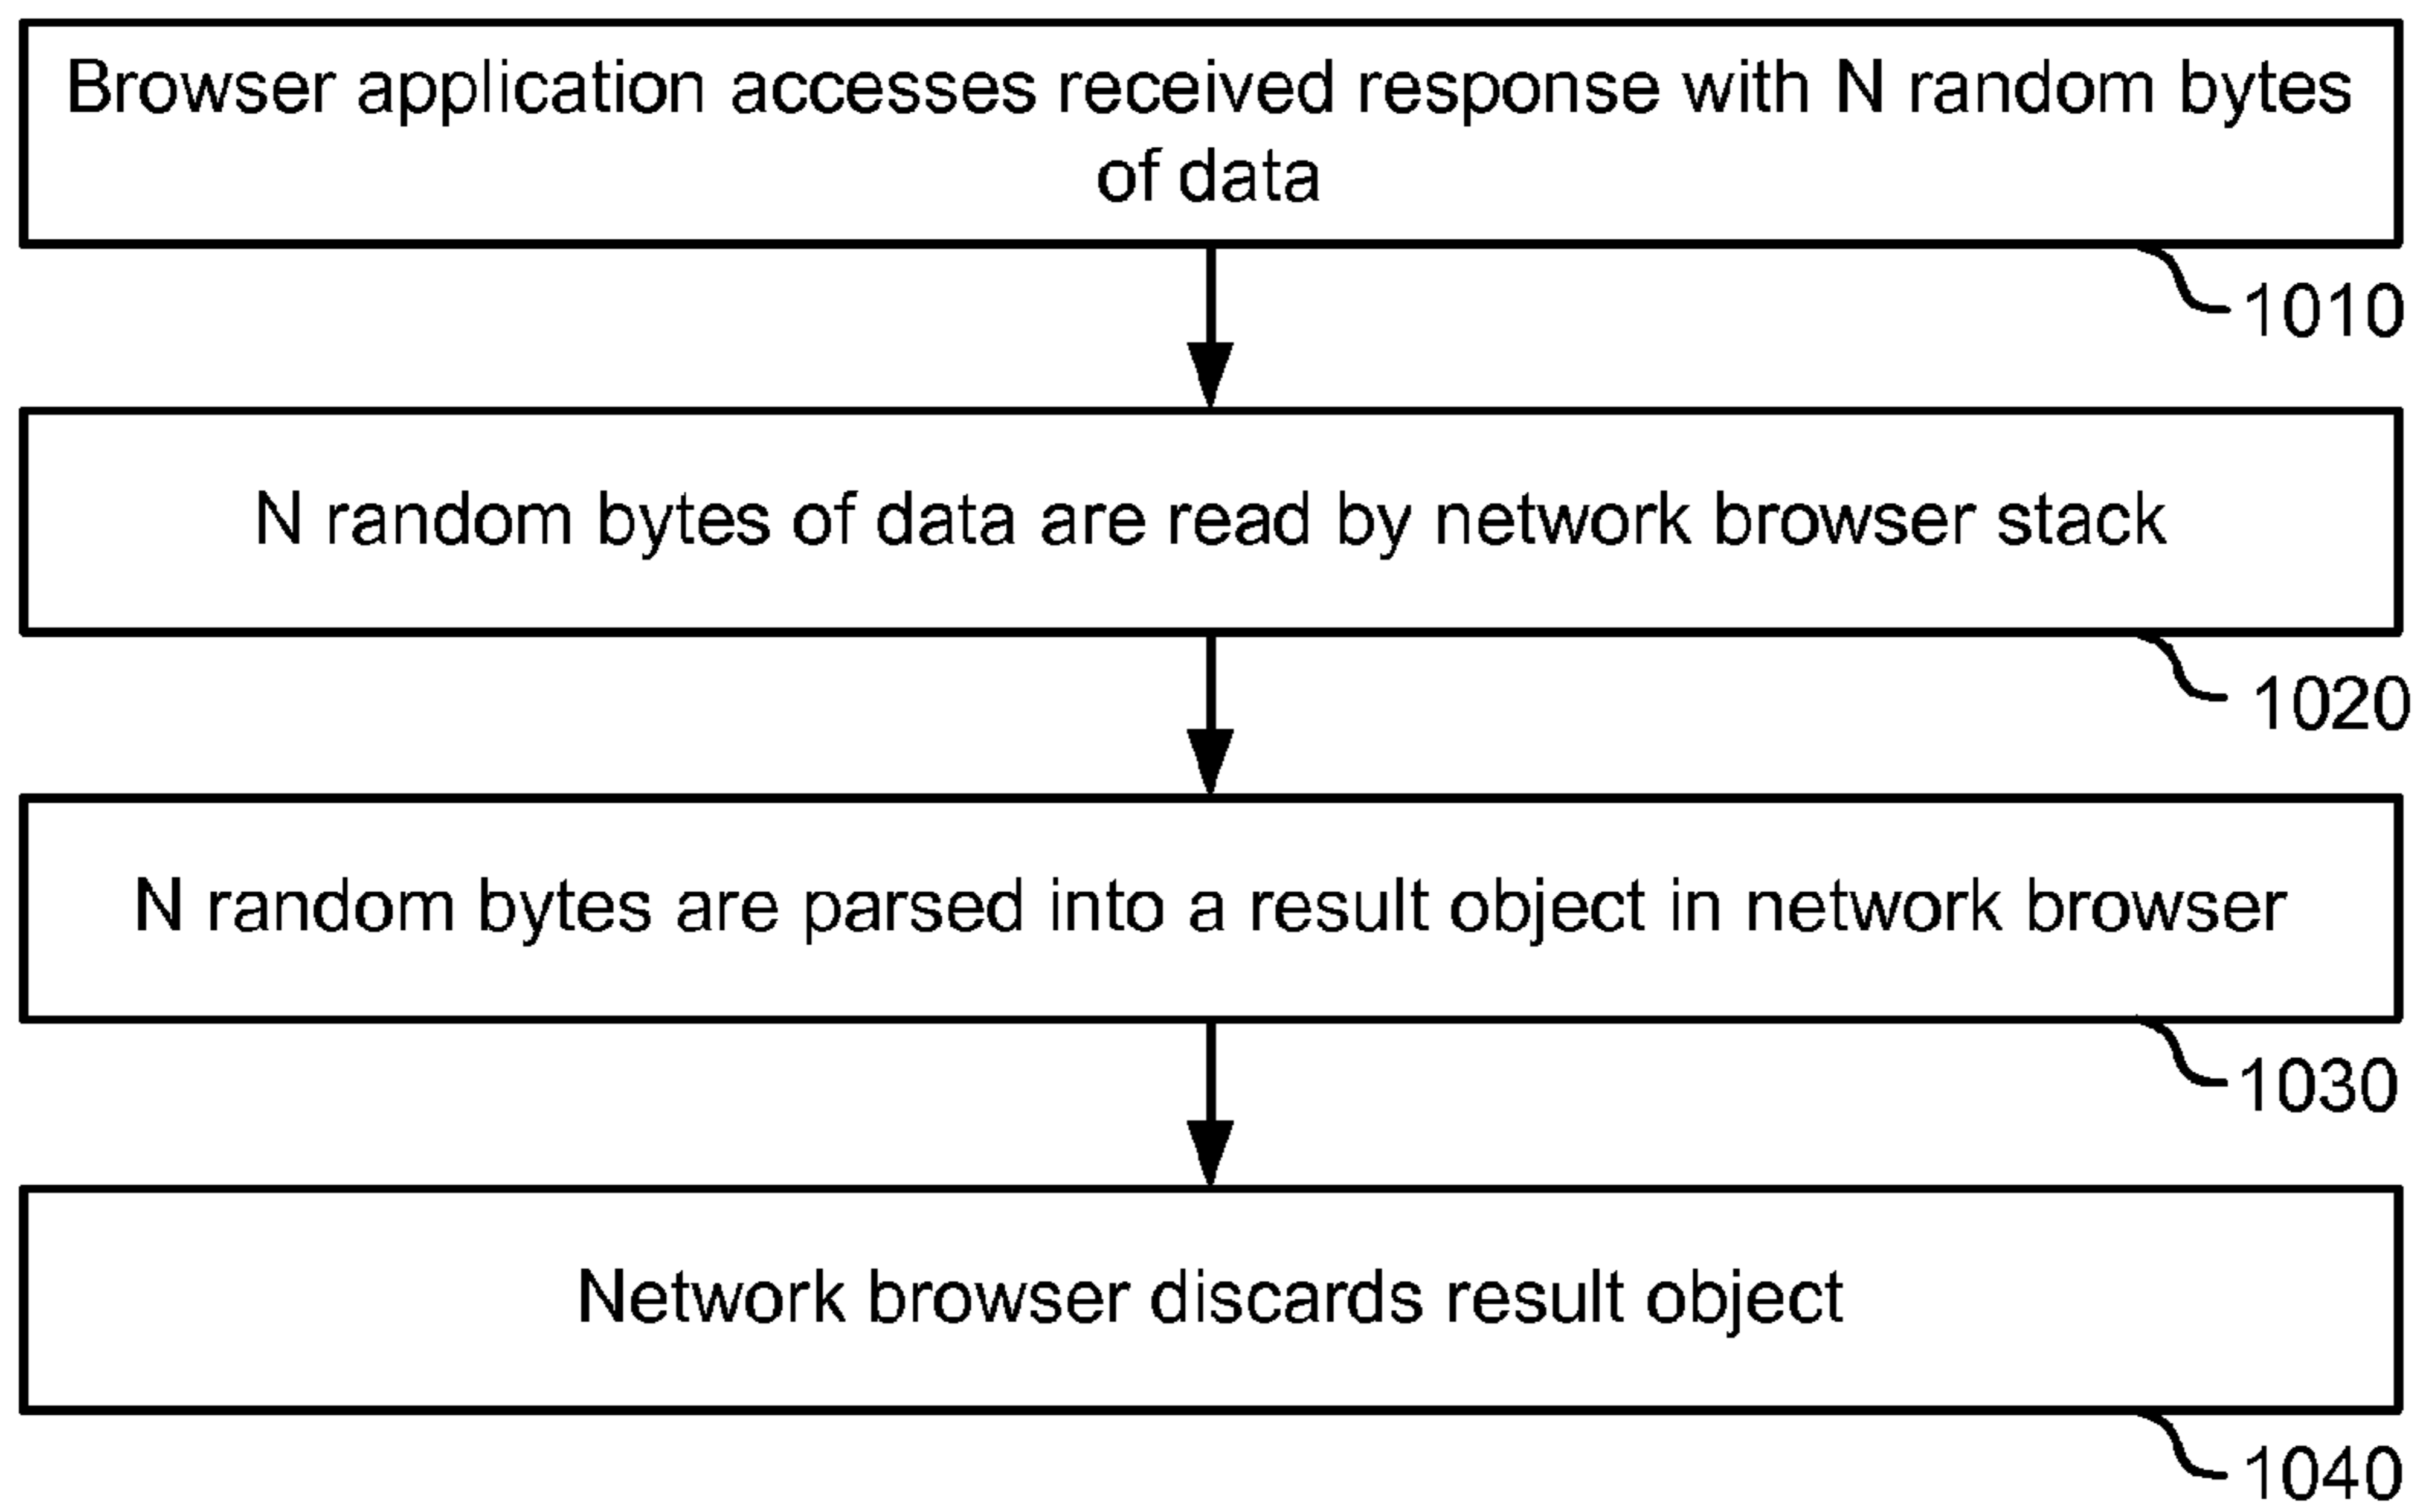 Browser application accesses received response with N random bytes
of data
1010
N random bytes of data are read by network browser stack
1020
N random bytes are parsed into a result object in network browser
1030
Network browser discards result object
1040